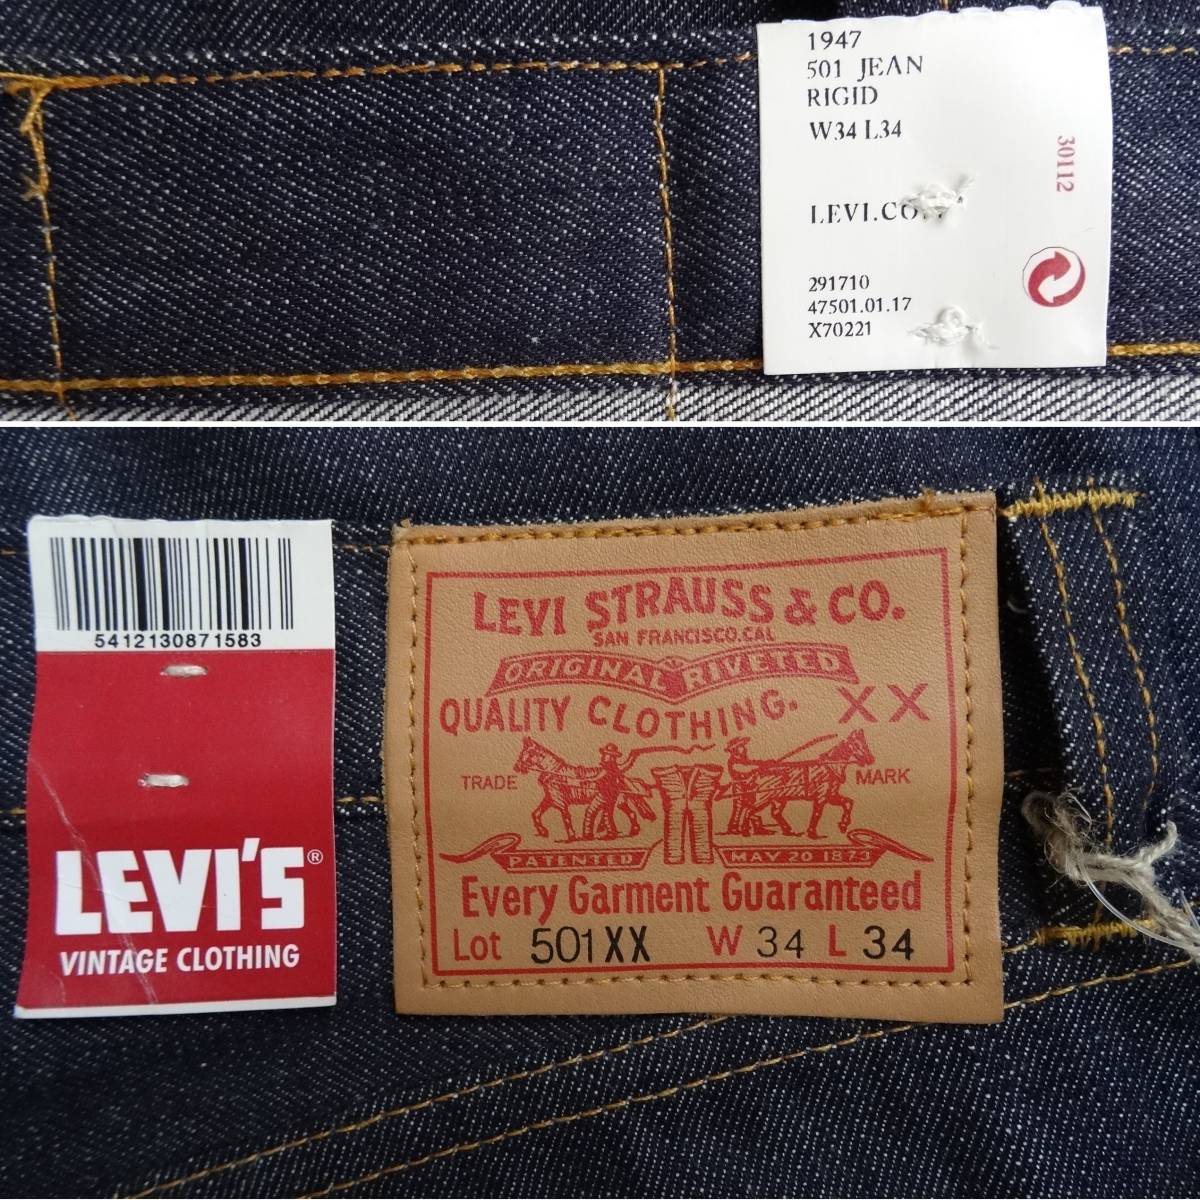 1947
501 JEAN
RIGID
W34 L34
30112
291710
47501.01.17
X70221
5412130871583
LEVI'S®
VINTAGE CLOTHING
LEVI STRAUSS & CO.
SAN FRANCISCO.CAL
ORIGINAL RIVETED
QUALITY CLOTHING. XX
TRADE MARK
PATENTED MAY 20 1873
Every Garment Guaranteed
Lot 501XX W 34 L 34